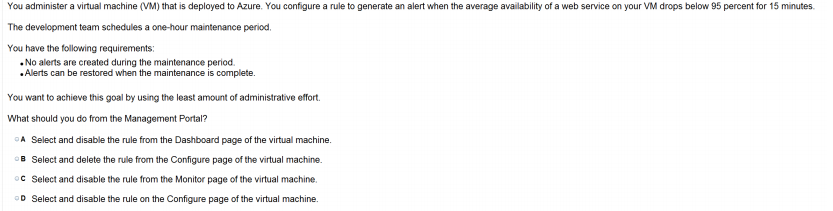 You administer a virtual machine (VM) that is deployed to Azure. You configure a rule to generate an alert when the average availability of a web service on your VM drops below 95 percent for 15 minutes.
The development team schedules a one-hour maintenance period.
You have the following requirements:
• No alerts are created during the maintenance period.
• Alerts can be restored when the maintenance is complete.
You want to achieve this goal by using the least amount of administrative effort.
What should you do from the Management Portal?
A Select and disable the rule from the Dashboard page of the virtual machine.
B Select and delete the rule from the Configure page of the virtual machine.
C Select and disable the rule from the Monitor page of the virtual machine.
D Select and disable the rule on the Configure page of the virtual machine.